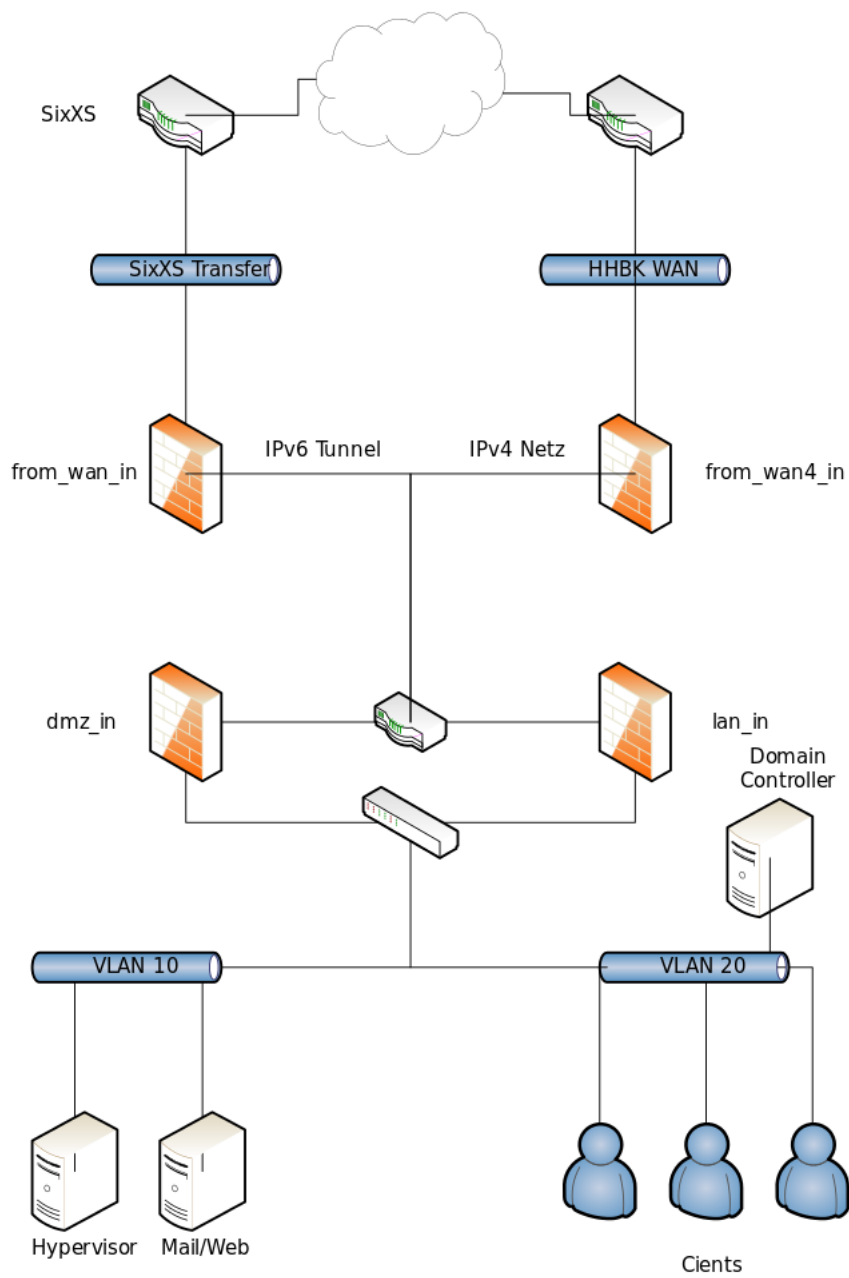 SixXS
SixXS Transfer
HHBK WAN
IPv6 Tunnel
IPv4 Netz
from_wan_in
from_wan4_in
dmz_in
lan_in
Domain
Controller
VLAN 10
VLAN 20
Hypervisor
Mail/Web
Cients